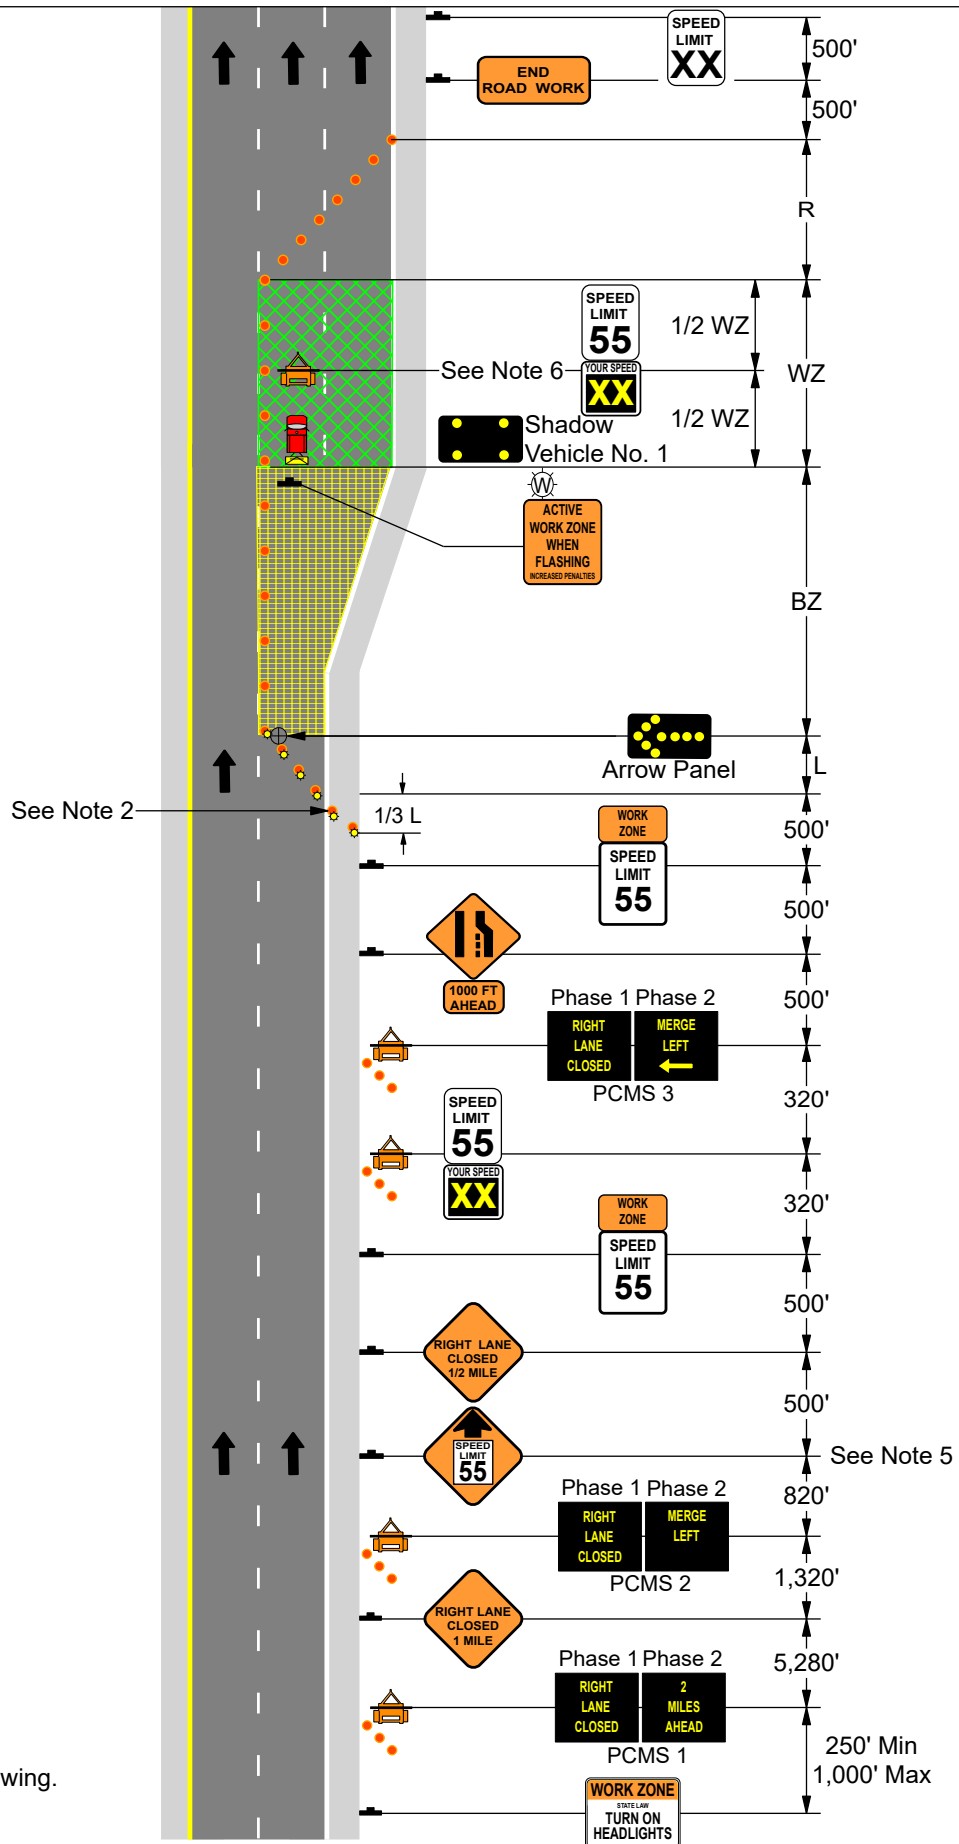 SPEED
LIMIT
XX
500'
END
ROAD WORK
500'
R
SPEED
LIMIT
55
YOUR SPEED
XX
1/2 WZ
See Note 6
WZ
1/2 WZ
Shadow
Vehicle No. 1
W
ACTIVE
WORK ZONE
WHEN
FLASHING
INCREASED PENALTIES
BZ
Arrow Panel
L
See Note 2
1/3 L
WORK
ZONE
SPEED
LIMIT
55
500'
500'
1000 FT
AHEAD
500'
Phase 1 Phase 2
RIGHT
LANE
CLOSED
MERGE
LEFT
PCMS 3
320'
SPEED
LIMIT
55
YOUR SPEED
XX
320'
WORK
ZONE
SPEED
LIMIT
55
500'
RIGHT LANE
CLOSED
1/2 MILE
500'
SPEED
LIMIT
55
See Note 5
820'
Phase 1 Phase 2
RIGHT
LANE
CLOSED
MERGE
LEFT
PCMS 2
1,320'
RIGHT LANE
CLOSED
1 MILE
5,280'
Phase 1 Phase 2
RIGHT
LANE
CLOSED
2
MILES
AHEAD
PCMS 1
250' Min
1,000' Max
wing.
WORK ZONE
STATE LAW
TURN ON
HEADLIGHTS